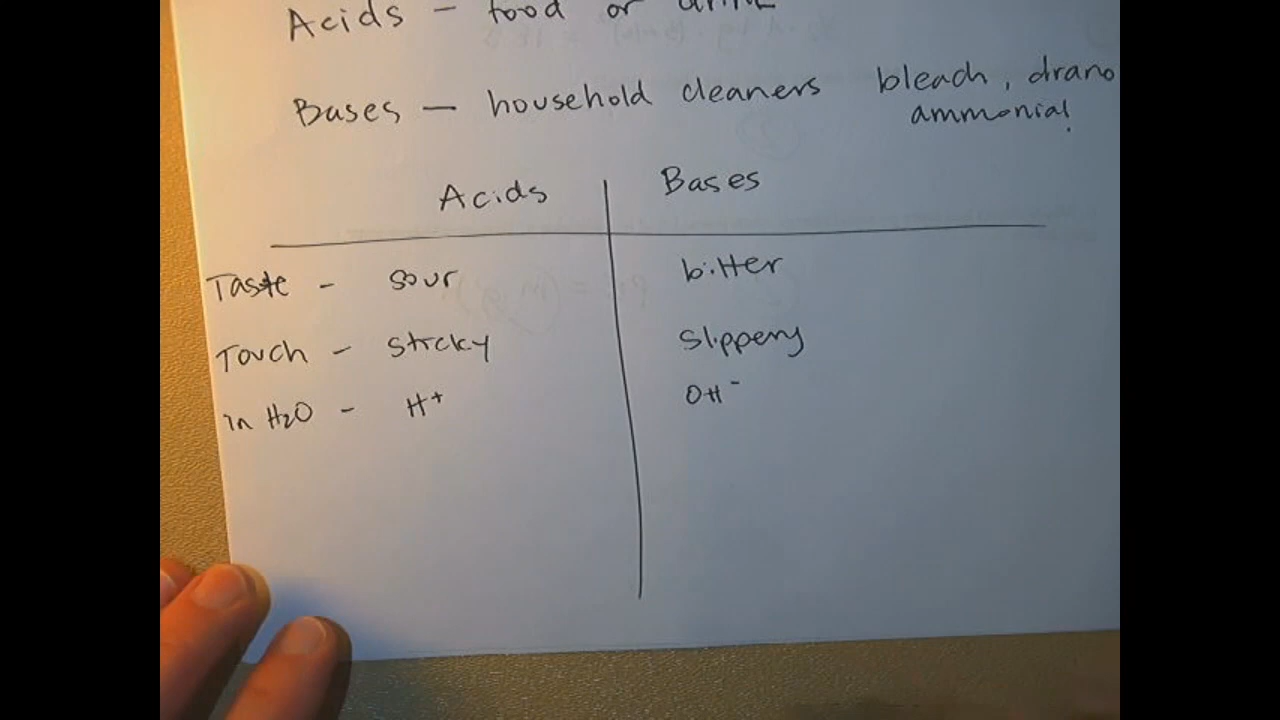 Acids – food or drink
Bases — household cleaners bleach, drano
ammonia!
Acids Bases
Taste - sour bitter
Touch - sticky slippery
in H₂O - H⁺ OH⁻